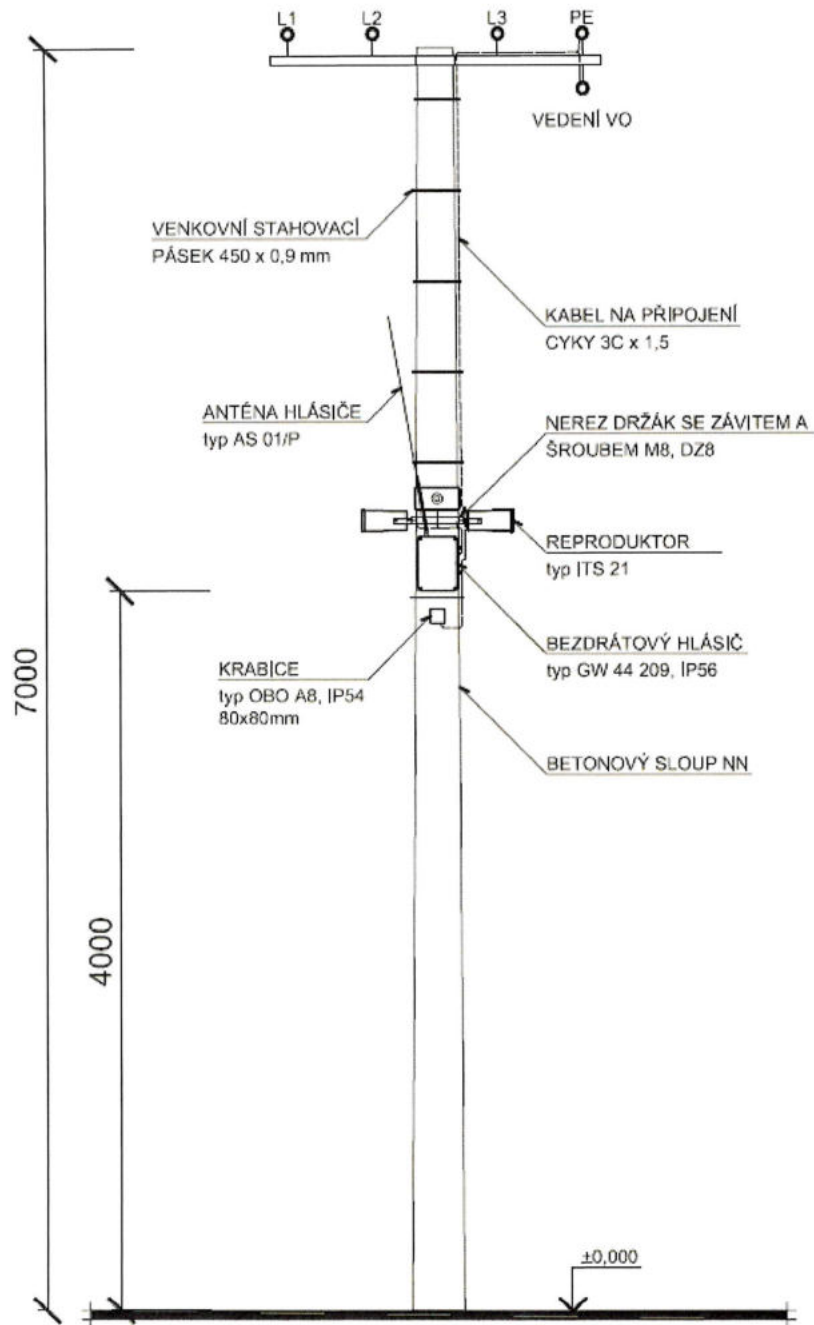 L1 L2 L3 PE
VEDENÍ VO
VENKOVNÍ STAHOVACÍ
PÁSEK 450 x 0,9 mm
KABEL NA PŘIPOJENÍ
CYKY 3C x 1,5
ANTÉNA HLÁSIČE
typ AS 01/P
NEREZ DRŽÁK SE ZÁVITEM A
ŠROUBEM M8, DZ8
REPRODUKTOR
typ ITS 21
BEZDRÁTOVÝ HLÁSIČ
typ GW 44 209, IP56
KRABICE
typ OBO A8, IP54
80x80mm
BETONOVÝ SLOUP NN
7000
4000
±0,000